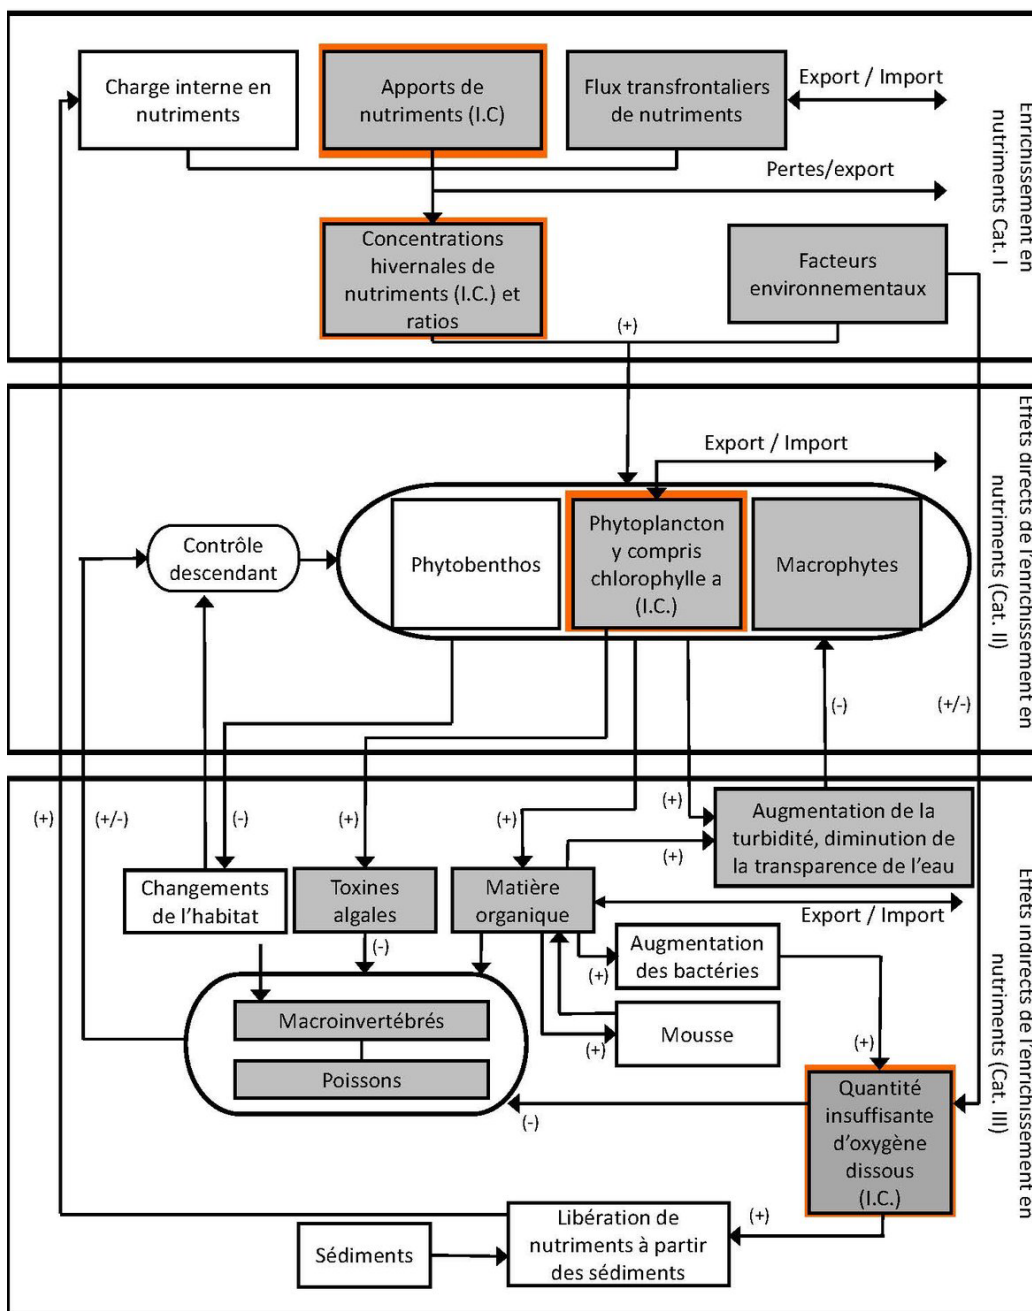 Charge interne en
nutriments
Apports de
nutriments (I.C)
Flux transfrontaliers
de nutriments
Export / Import
Pertes/export
Concentrations
hivernales de
nutriments (I.C.) et
ratios
Facteurs
environnementaux
(+)
Enrichissement en
nutriments Cat. I
Export / Import
Contrôle
descendant
Phytobenthos
Phytoplancton
y compris
chlorophylle a
(I.C.)
Macrophytes
(-)
(+/-)
Effets directs de l'enrichissement en
nutriments (Cat. II)
(+)
(+/-)
(-)
(+)
(+)
(+)
(+)
Augmentation de la
turbidité, diminution de
la transparence de l'eau
Changements
de l'habitat
Toxines
algales
Matière
organique
Export / Import
(-)
(+)
Augmentation
des bactéries
Macroinvertébrés
(+)
Mousse
(+)
Poissons
(-)
Quantité
insuffisante
d'oxygène
dissous
(I.C.)
(+)
Sédiments
Libération de
nutriments à partir
des sédiments
Effets indirects de l'enrichissement en
nutriments (Cat. III)